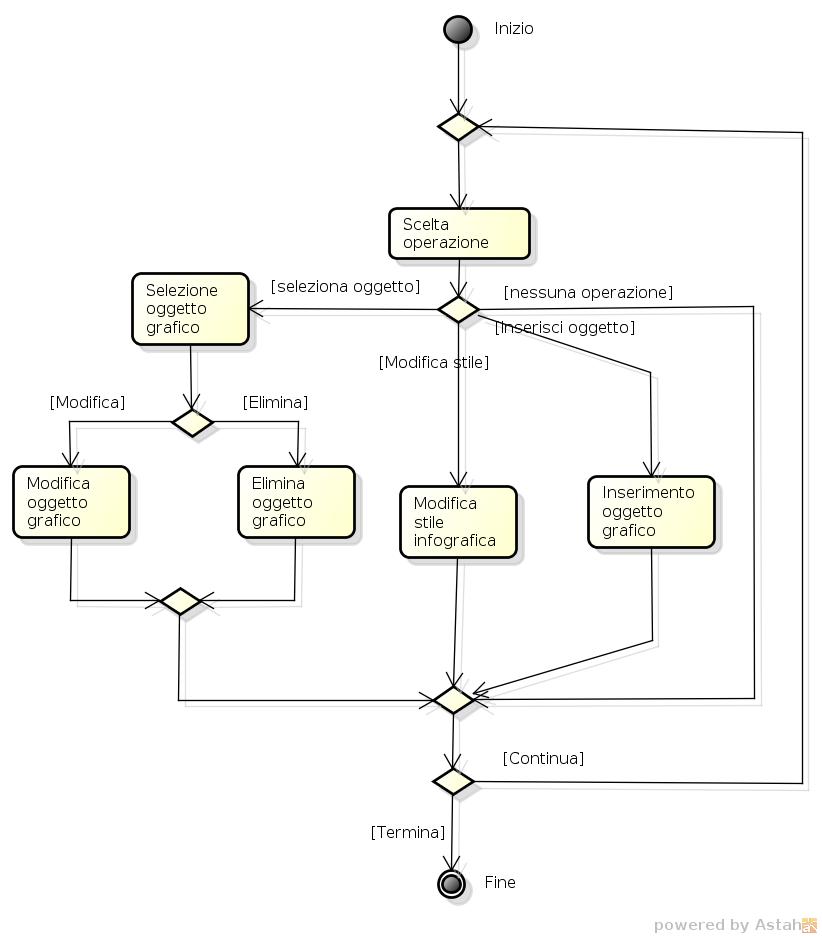 Inizio
Scelta
operazione
[seleziona oggetto]
[nessuna operazione]
Selezione
oggetto
grafico
[Inserisci oggetto]
[Modifica stile]
[Modifica]
[Elimina]
Modifica
oggetto
grafico
Elimina
oggetto
grafico
Modifica
stile
infografica
Inserimento
oggetto
grafico
[Continua]
[Termina]
Fine
powered by Astah